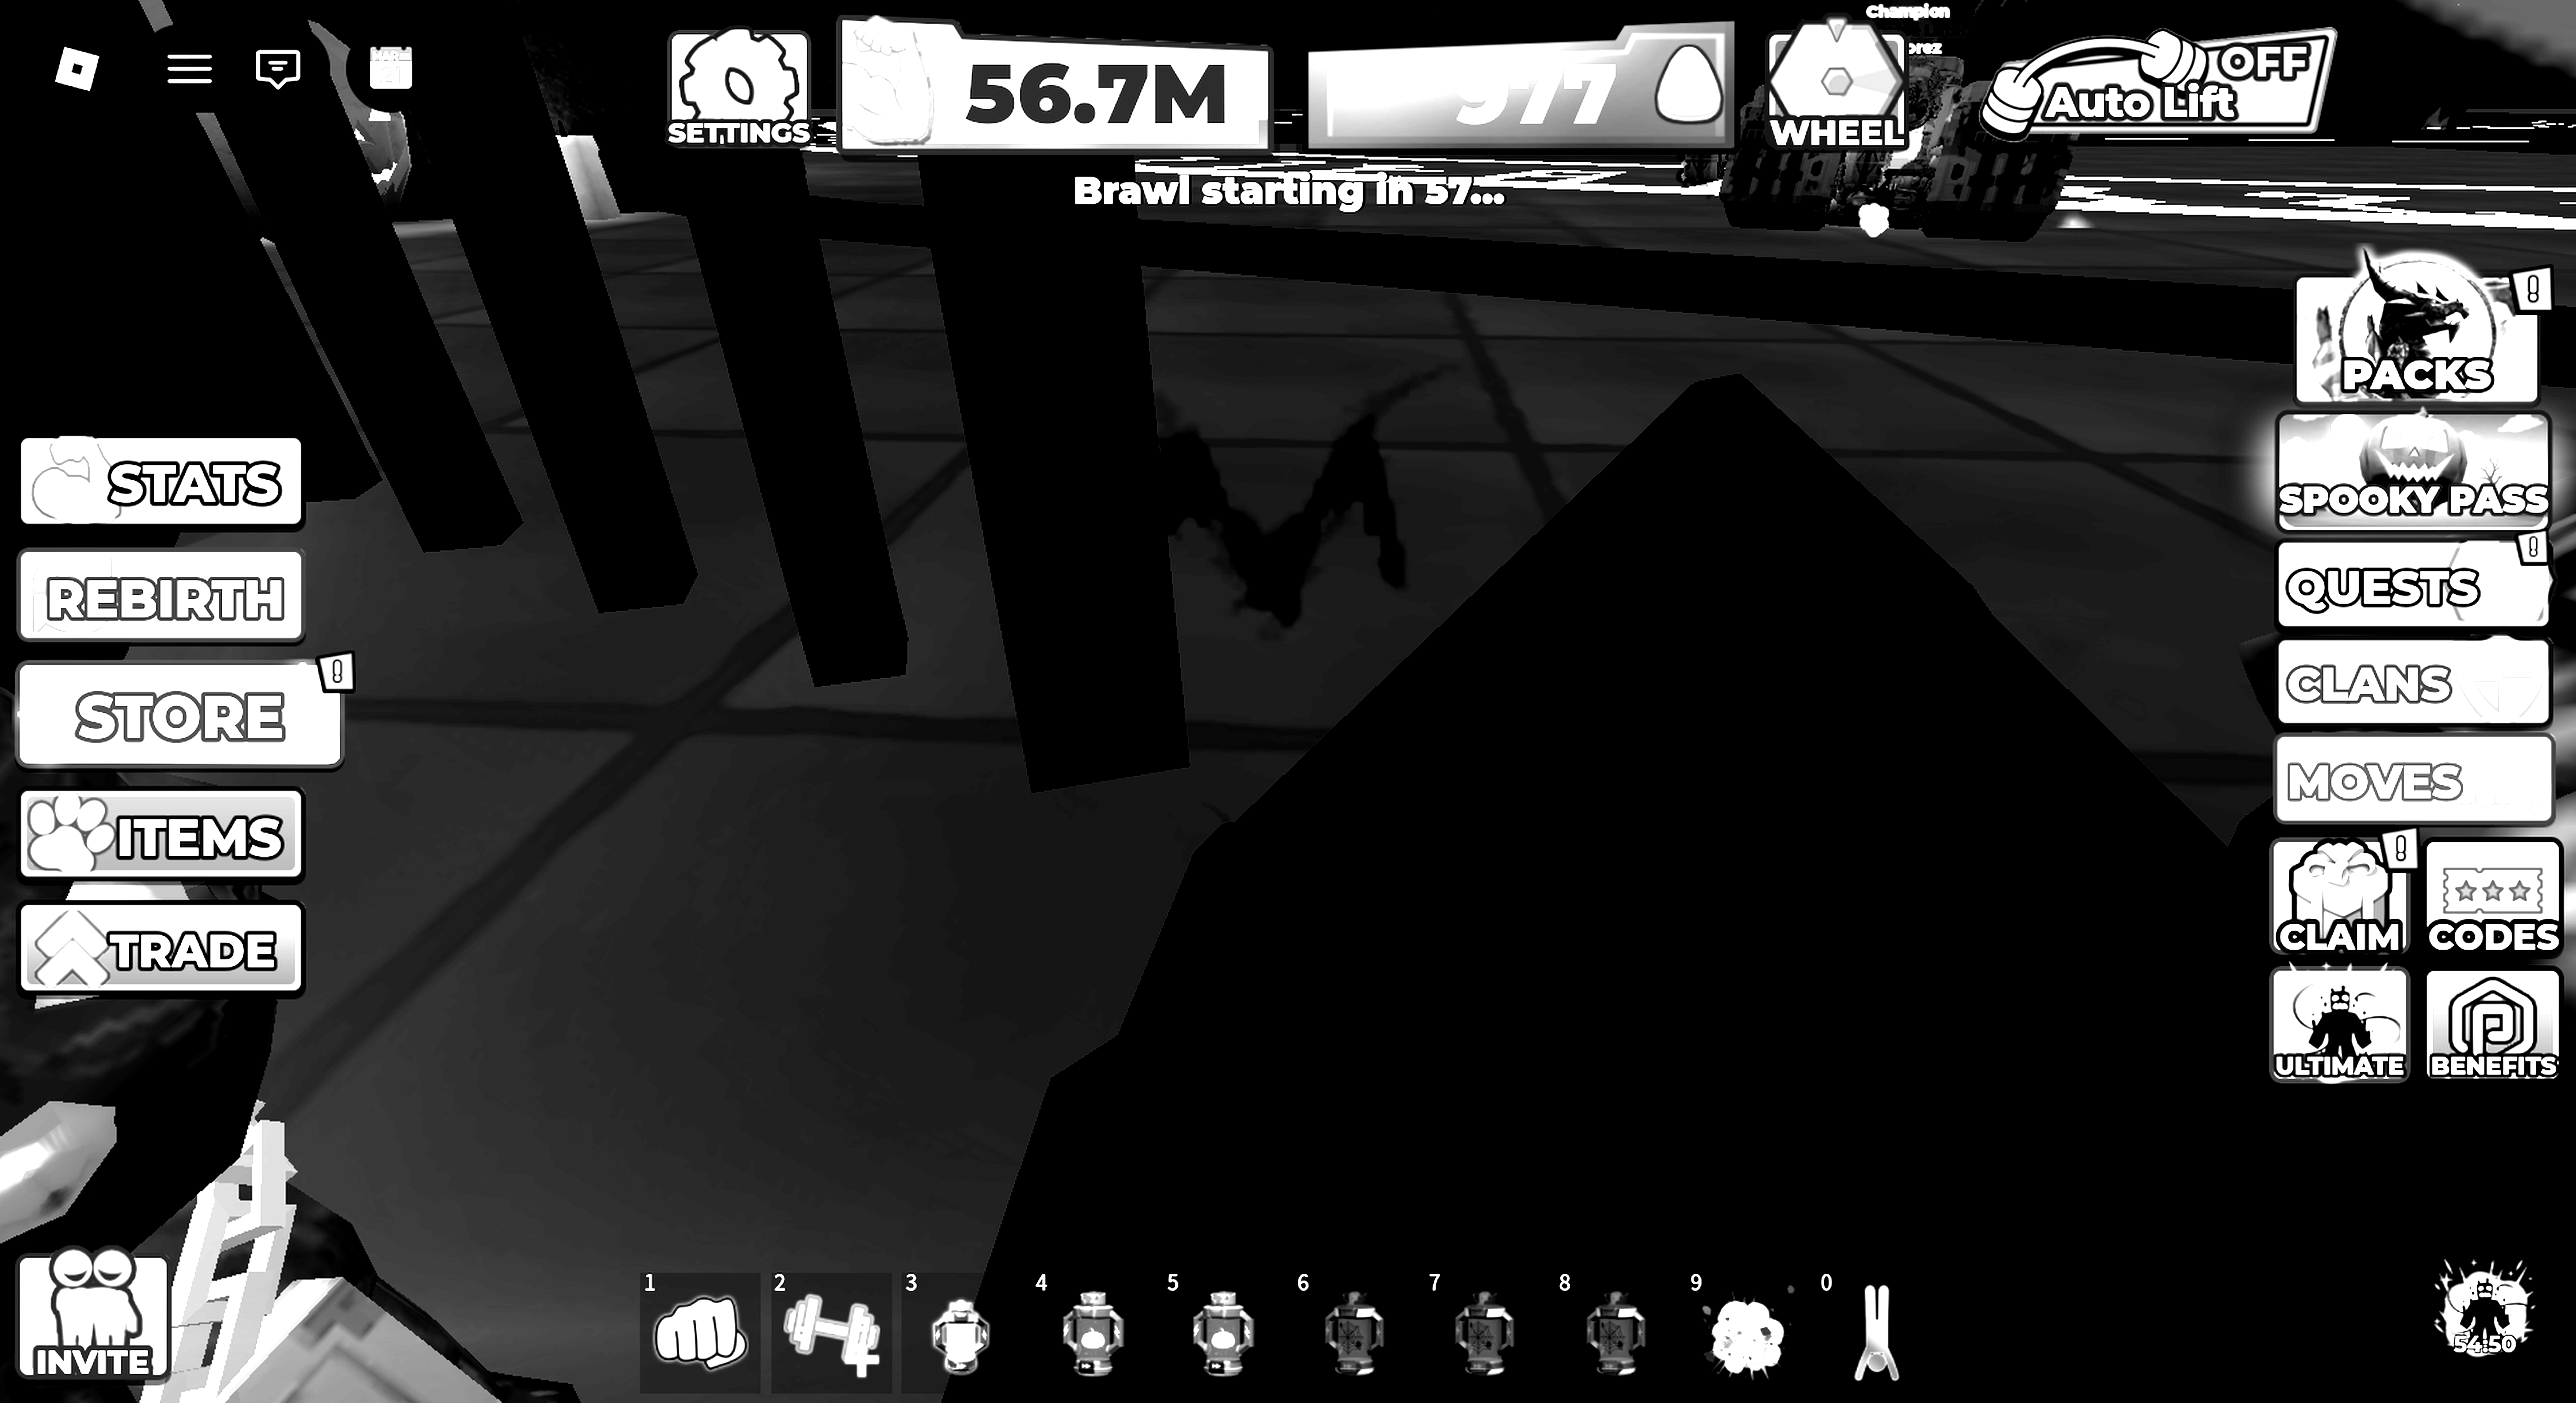 Champion
SETTINGS
56.7M
977
WHEEL
OFF
Auto Lift
Brawl starting in 57...
PACKS
STATS
SPOOKY PASS
REBIRTH
QUESTS
STORE
CLANS
MOVES
ITEMS
CLAIM
CODES
TRADE
ULTIMATE
BENEFITS
INVITE
1 2 3 4 5 6 7 8 9 0
54:50